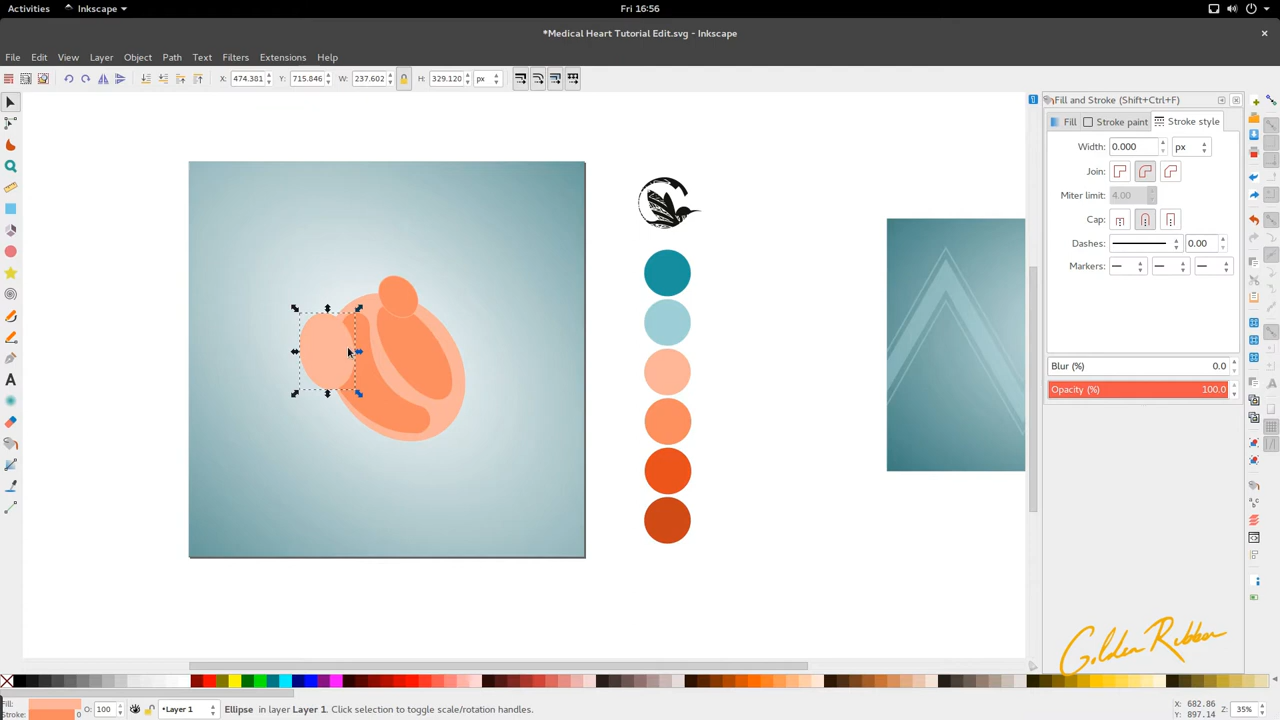 Activities Inkscape Fri 16:56
*Medical Heart Tutorial Edit.svg - Inkscape
File Edit View Layer Object Path Text Filters Extensions Help
X: 474.381 Y: 715.846 W: 237.602 H: 329.120 px
Fill and Stroke (Shift+Ctrl+F)
Fill Stroke paint Stroke style
Width: 0.000 px
Join:
Miter limit: 4.00
Cap:
Dashes: 0.00
Markers:
Blur (%) 0.0
Opacity (%) 100.0
Golden Ribbon
Fill:
Stroke: 0
O: 100
•Layer 1
Ellipse in layer Layer 1. Click selection to toggle scale/rotation handles.
X: 682.86
Y: 897.14
Z: 35%